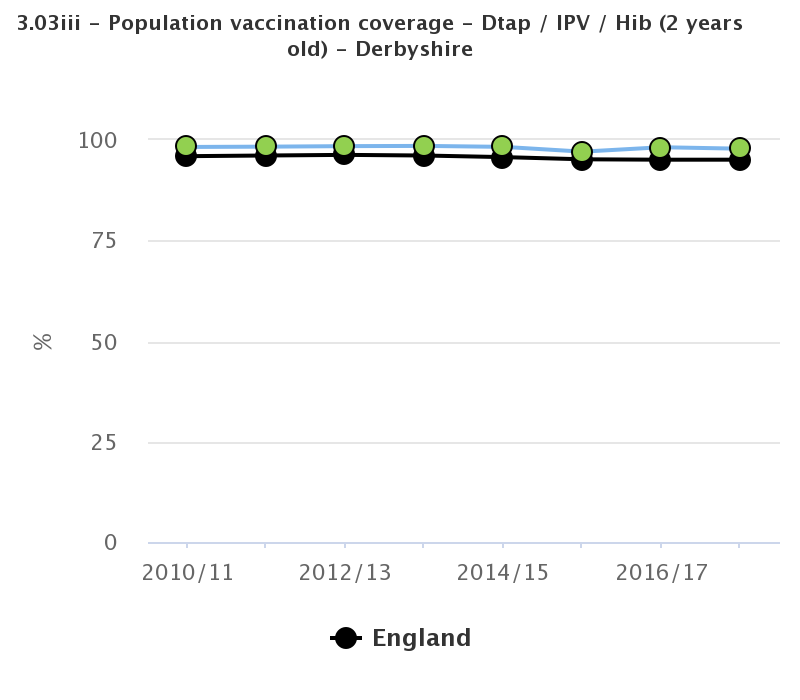 3.03iii – Population vaccination coverage – Dtap / IPV / Hib (2 years
old) – Derbyshire
100
75
%
50
25
0
2010/11 2012/13 2014/15 2016/17
England